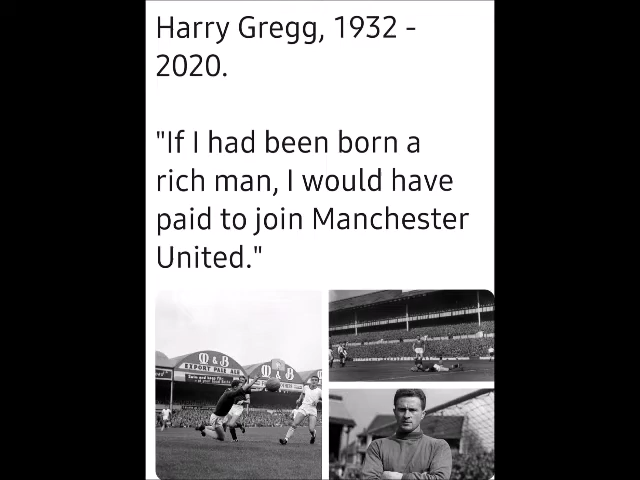 Harry Gregg, 1932 -
2020.
"If I had been born a
rich man, I would have
paid to join Manchester
United."
M&B M&B
EXPORT PALE ALE